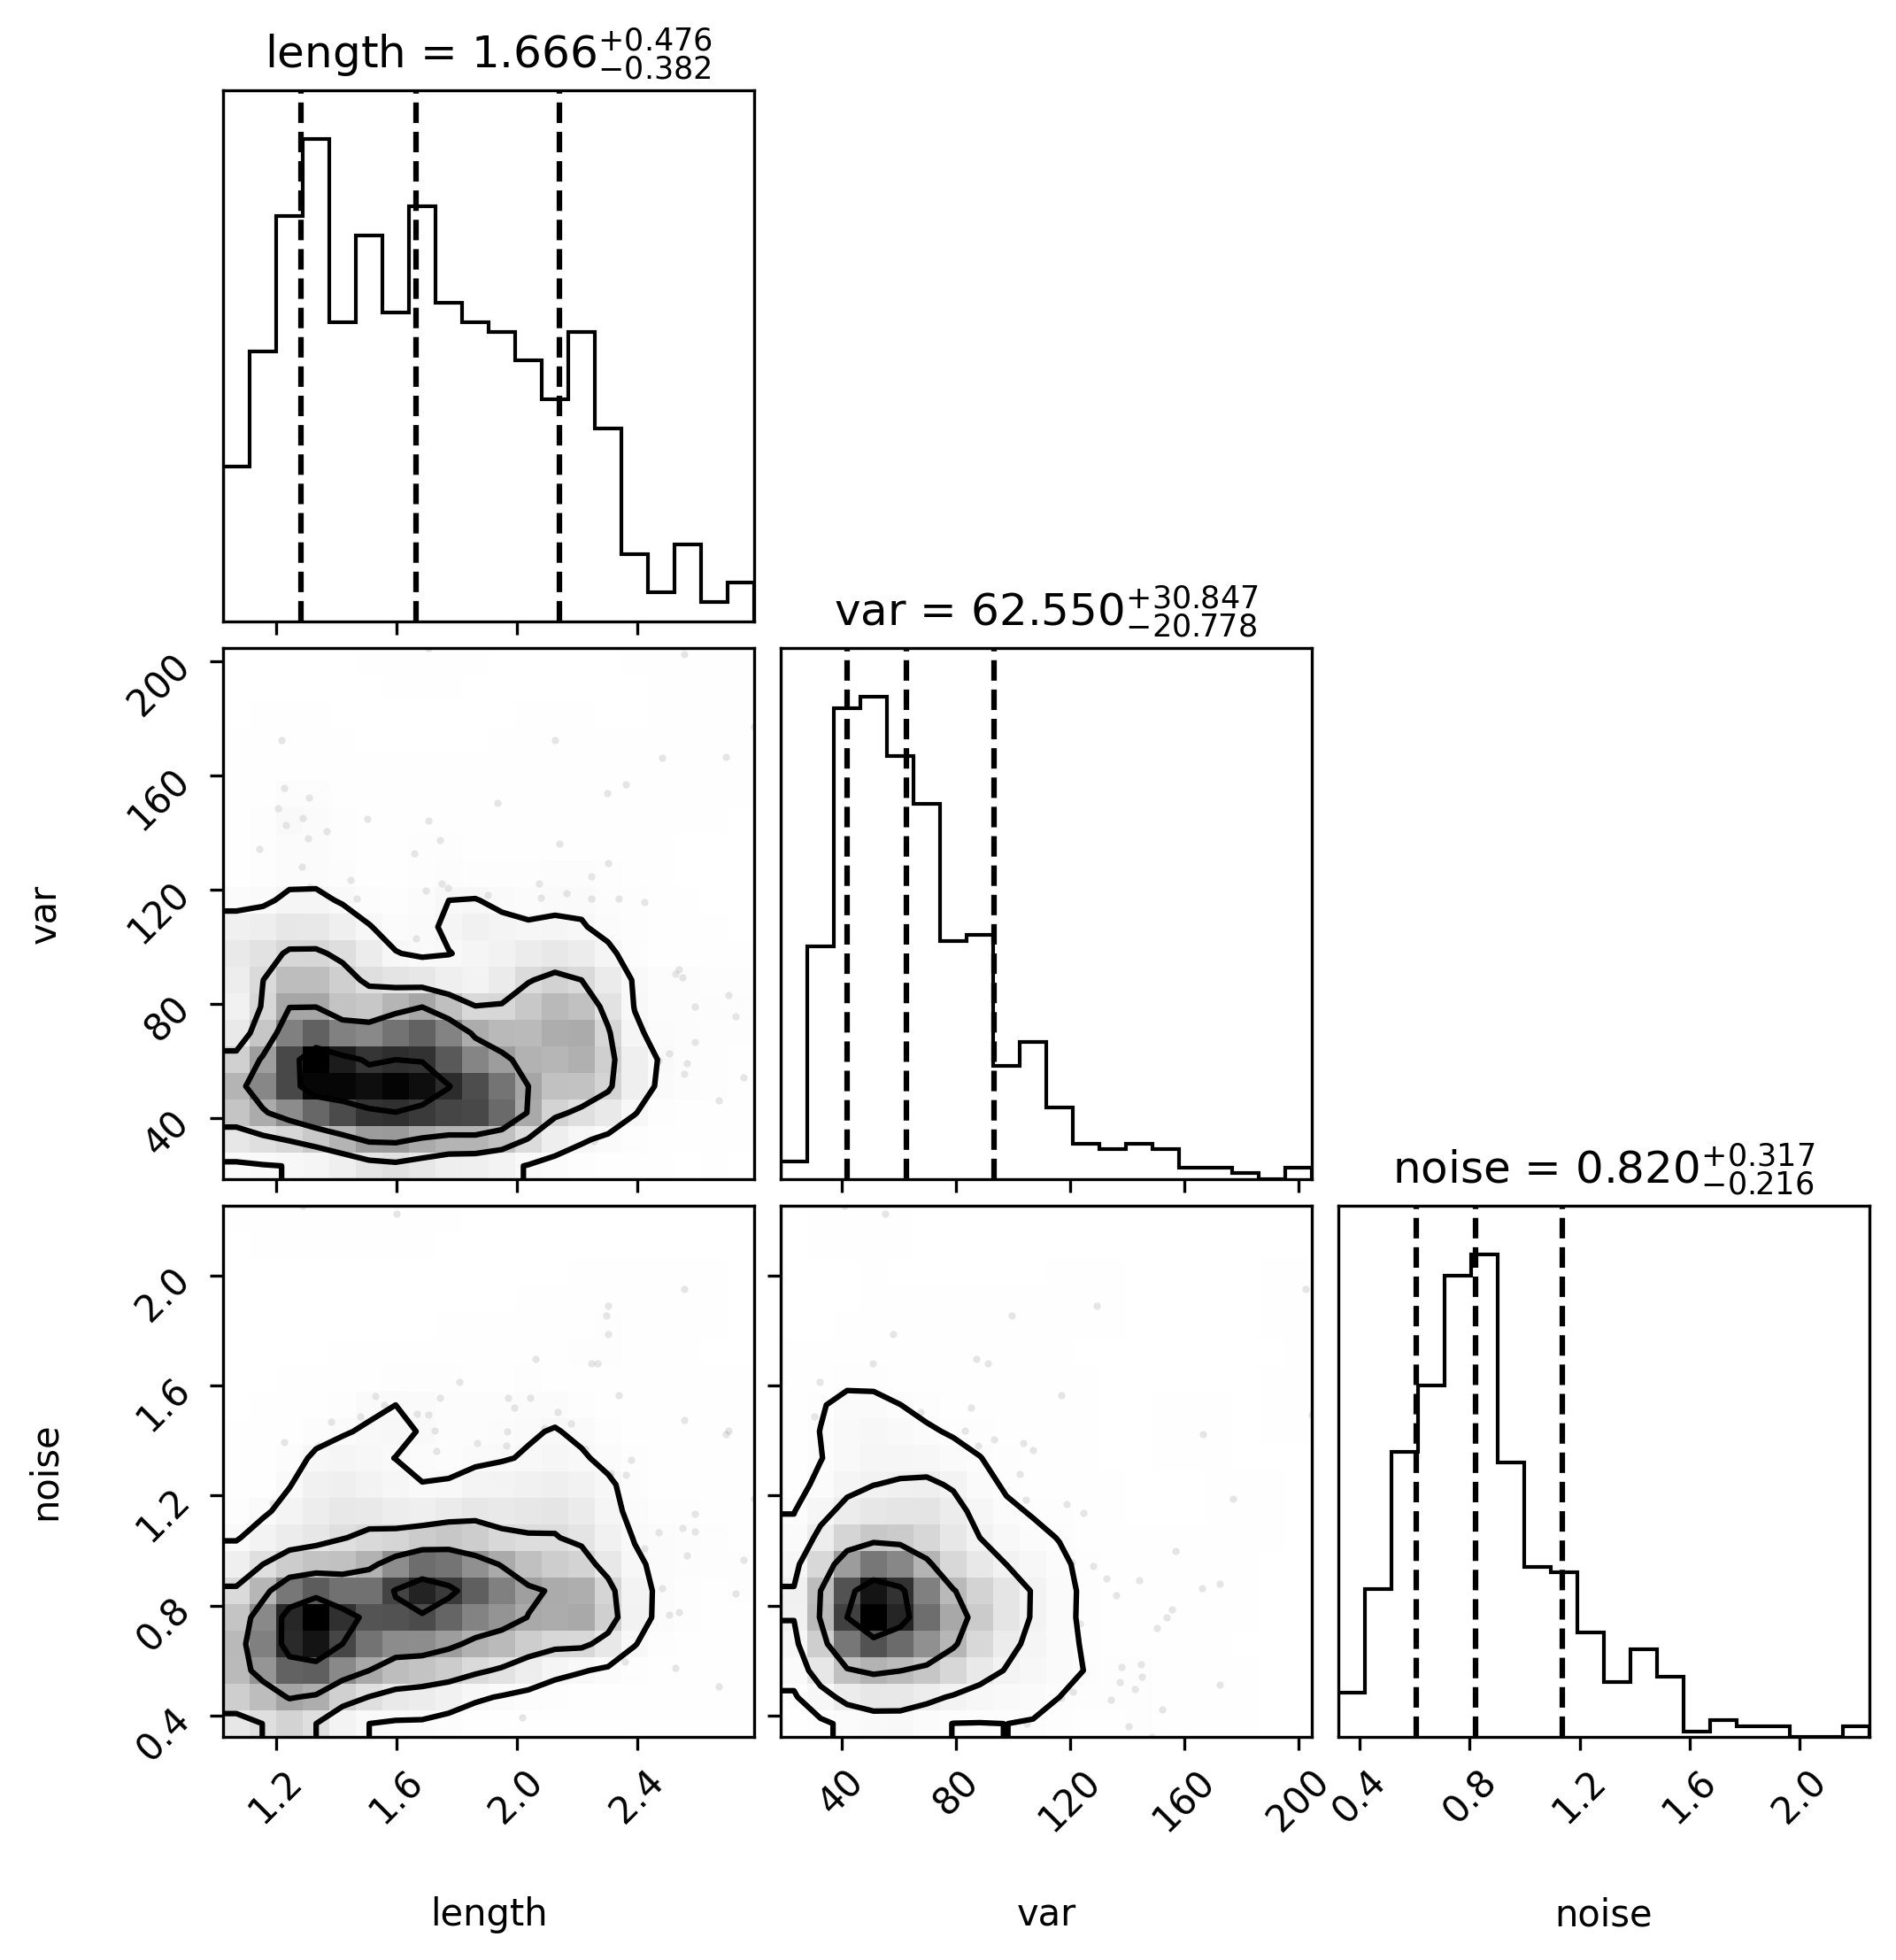 length = 1.666+0.476−0.382
var = 62.550+30.847−20.778
200
160
120
80
40
var
noise = 0.820+0.317−0.216
2.0
1.6
1.2
0.8
0.4
noise
1.2 1.6 2.0 2.4 40 80 120 160 200 0.4 0.8 1.2 1.6 2.0
length var noise